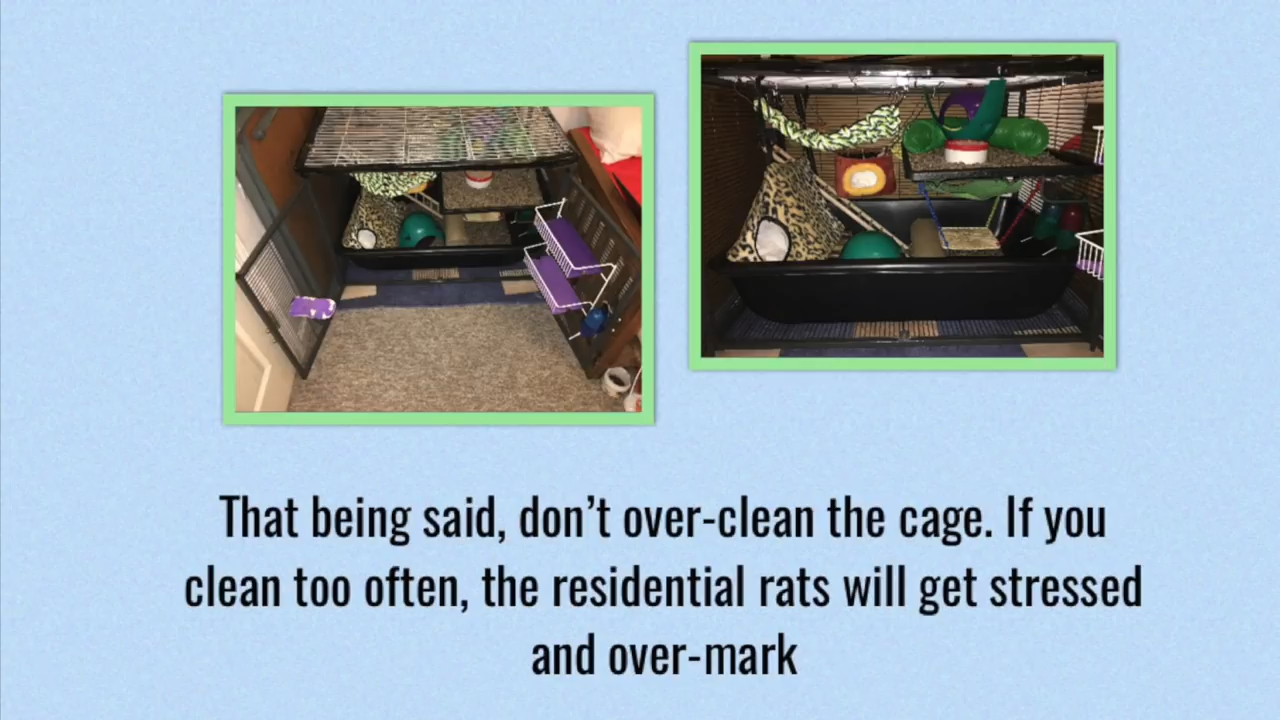 That being said, don’t over-clean the cage. If you
clean too often, the residential rats will get stressed
and over-mark